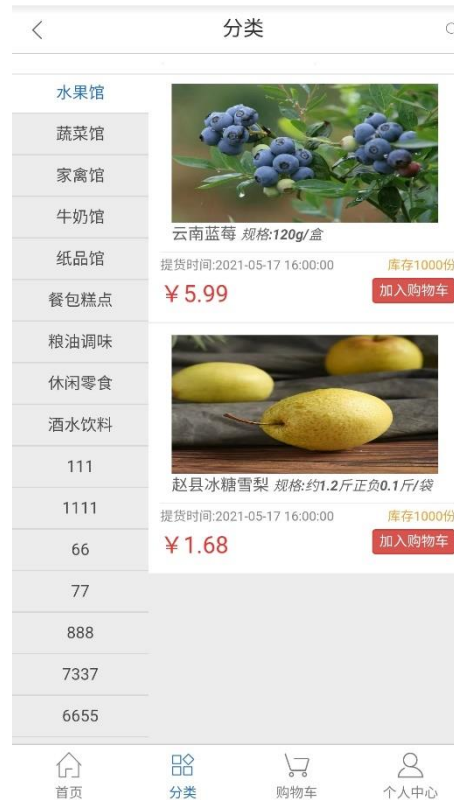 分类
水果馆
蔬菜馆
家禽馆
牛奶馆
纸品馆
餐包糕点
粮油调味
休闲零食
酒水饮料
111
1111
66
77
888
7337
6655
云南蓝莓 规格:120g/盒
提货时间:2021-05-17 16:00:00 库存1000份
￥5.99 加入购物车
赵县冰糖雪梨 规格:约1.2斤正负0.1斤/袋
提货时间:2021-05-17 16:00:00 库存1000份
￥1.68 加入购物车
首页 分类 购物车 个人中心